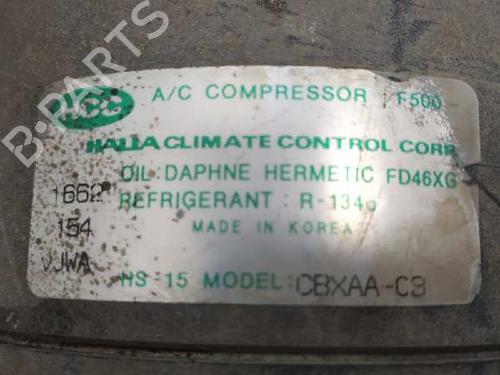 B-PARTS
HCC A/C COMPRESSOR F500
HALLA CLIMATE CONTROL CORP
OIL:DAPHNE HERMETIC FD46XG
1662 REFRIGERANT : R-134a
154 MADE IN KOREA
VJWA HS 15 MODEL: CBXAA-C3